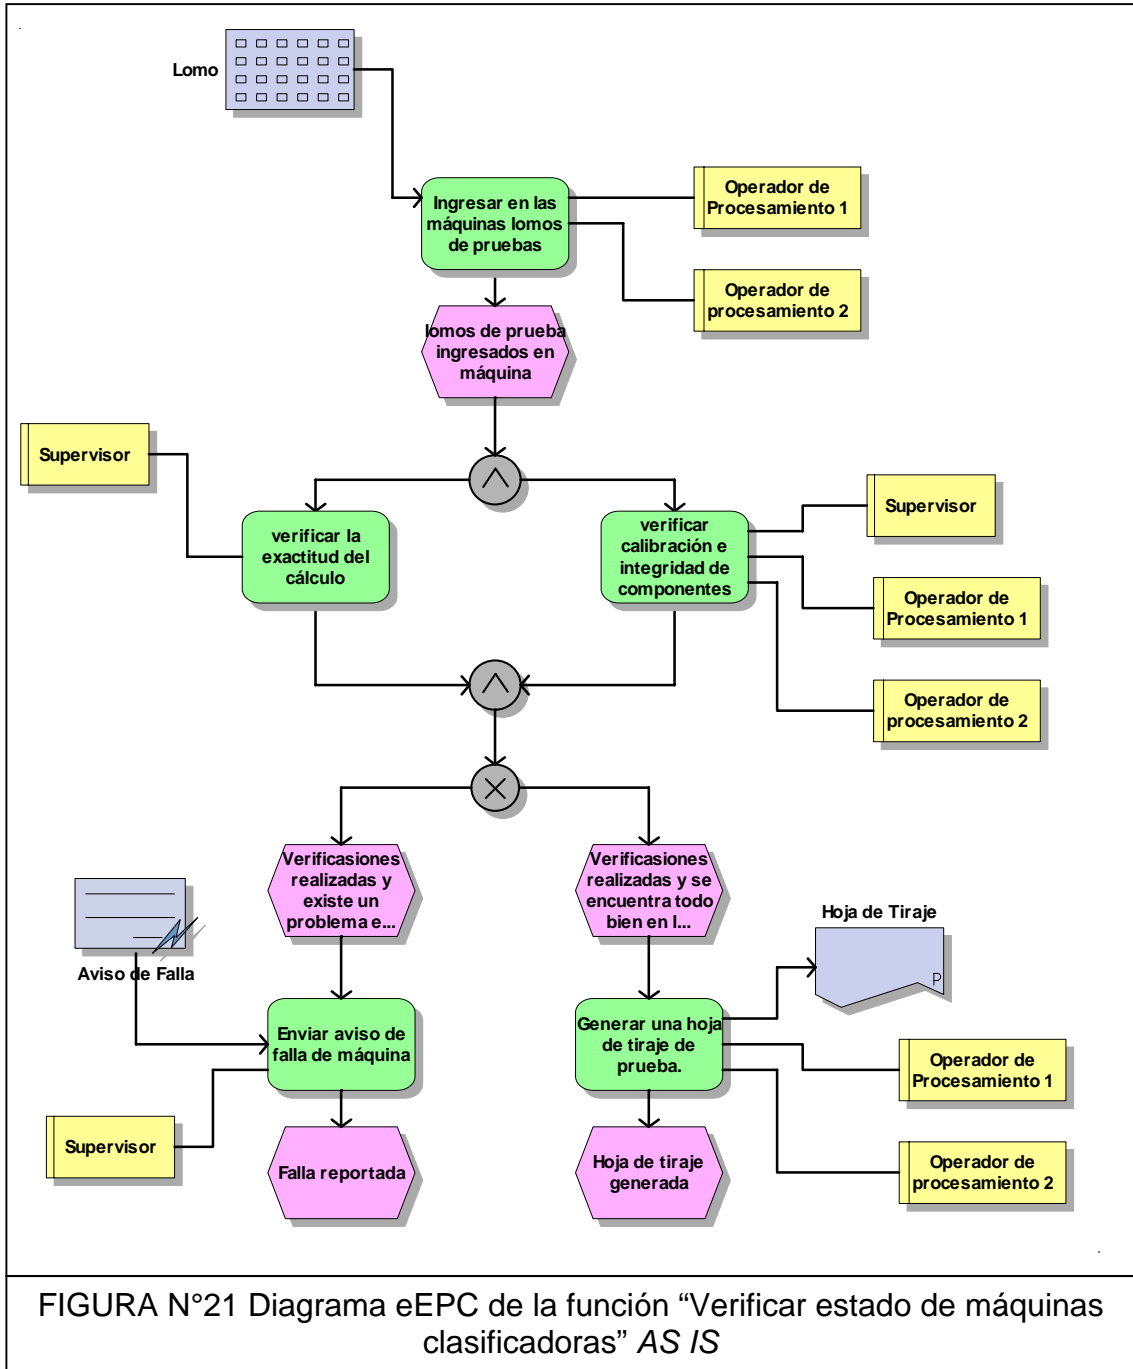 Lomo
Ingresar en las
máquinas lomos
de pruebas
Operador de
Procesamiento 1
Operador de
procesamiento 2
lomos de prueba
ingresados en
máquina
Supervisor
verificar la
exactitud del
cálculo
verificar
calibración e
integridad de
componentes
Supervisor
Operador de
Procesamiento 1
Operador de
procesamiento 2
Verificasiones
realizadas y
existe un
problema e...
Verificasiones
realizadas y se
encuentra todo
bien en l...
Aviso de Falla
Hoja de Tiraje
P
Enviar aviso de
falla de máquina
Generar una hoja
de tiraje de
prueba.
Operador de
Procesamiento 1
Supervisor
Falla reportada
Hoja de tiraje
generada
Operador de
procesamiento 2
FIGURA N°21 Diagrama eEPC de la función “Verificar estado de máquinas
clasificadoras” AS IS